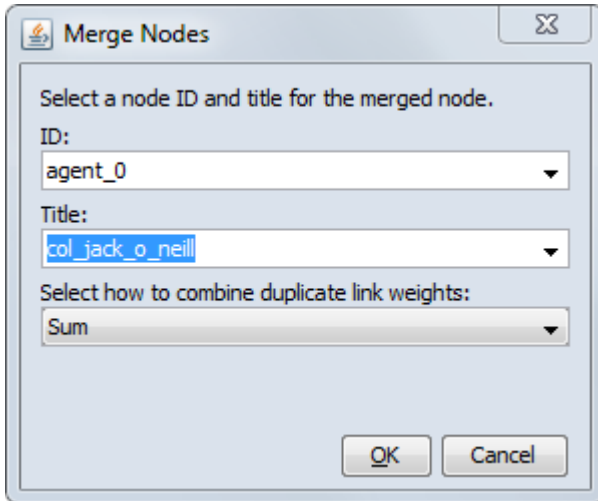 Merge Nodes
Select a node ID and title for the merged node.
ID:
agent_0
Title:
col_jack_o_neill
Select how to combine duplicate link weights:
Sum
OK Cancel